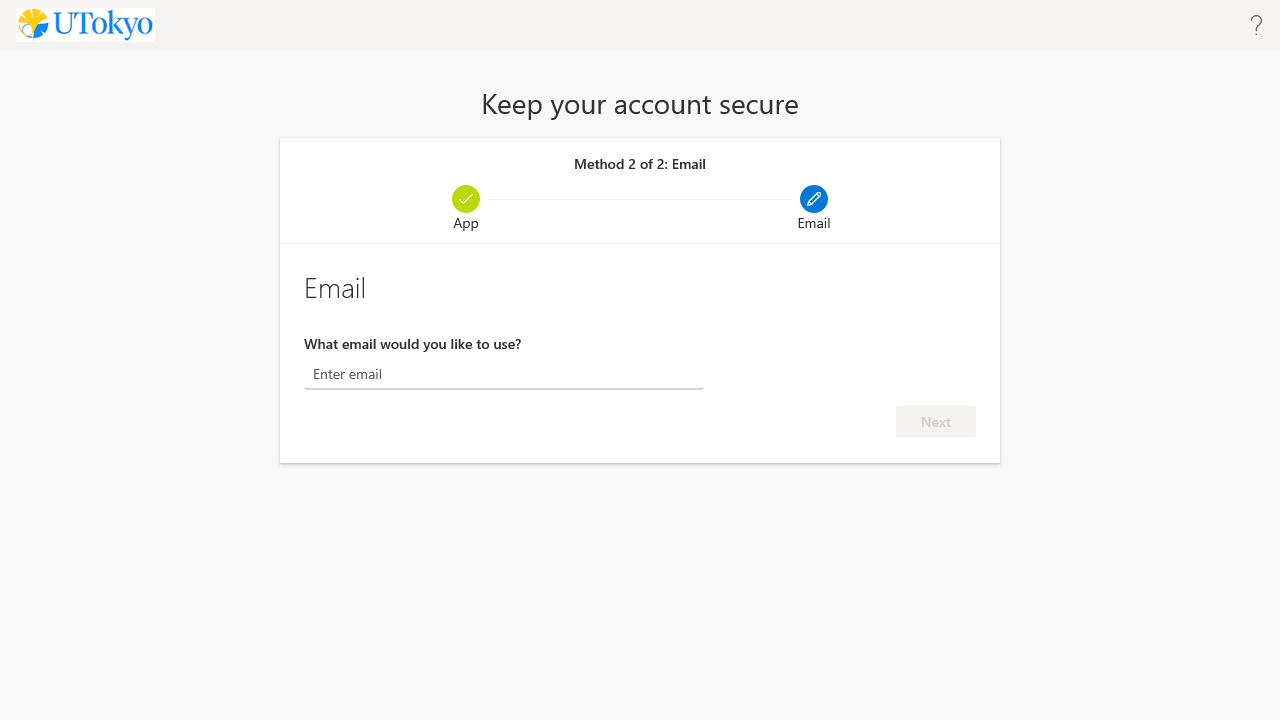 UTokyo
?
Keep your account secure
Method 2 of 2: Email
App
Email
Email
What email would you like to use?
Enter email
Next